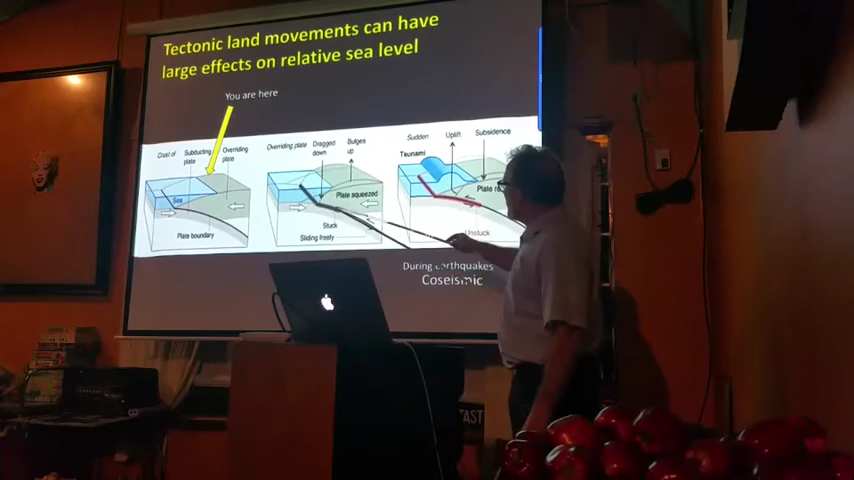 Tectonic land movements can have
large effects on relative sea level
You are here
Crust of
Subducting
plate
Overriding
plate
Sea
Plate boundary
Overriding plate
Dragged
down
Bulges
up
Plate squeezed
Stuck
Sliding freely
Sudden
Uplift
Subsidence
Tsunami
Plate
Unstuck
During earthquakes
Coseismic